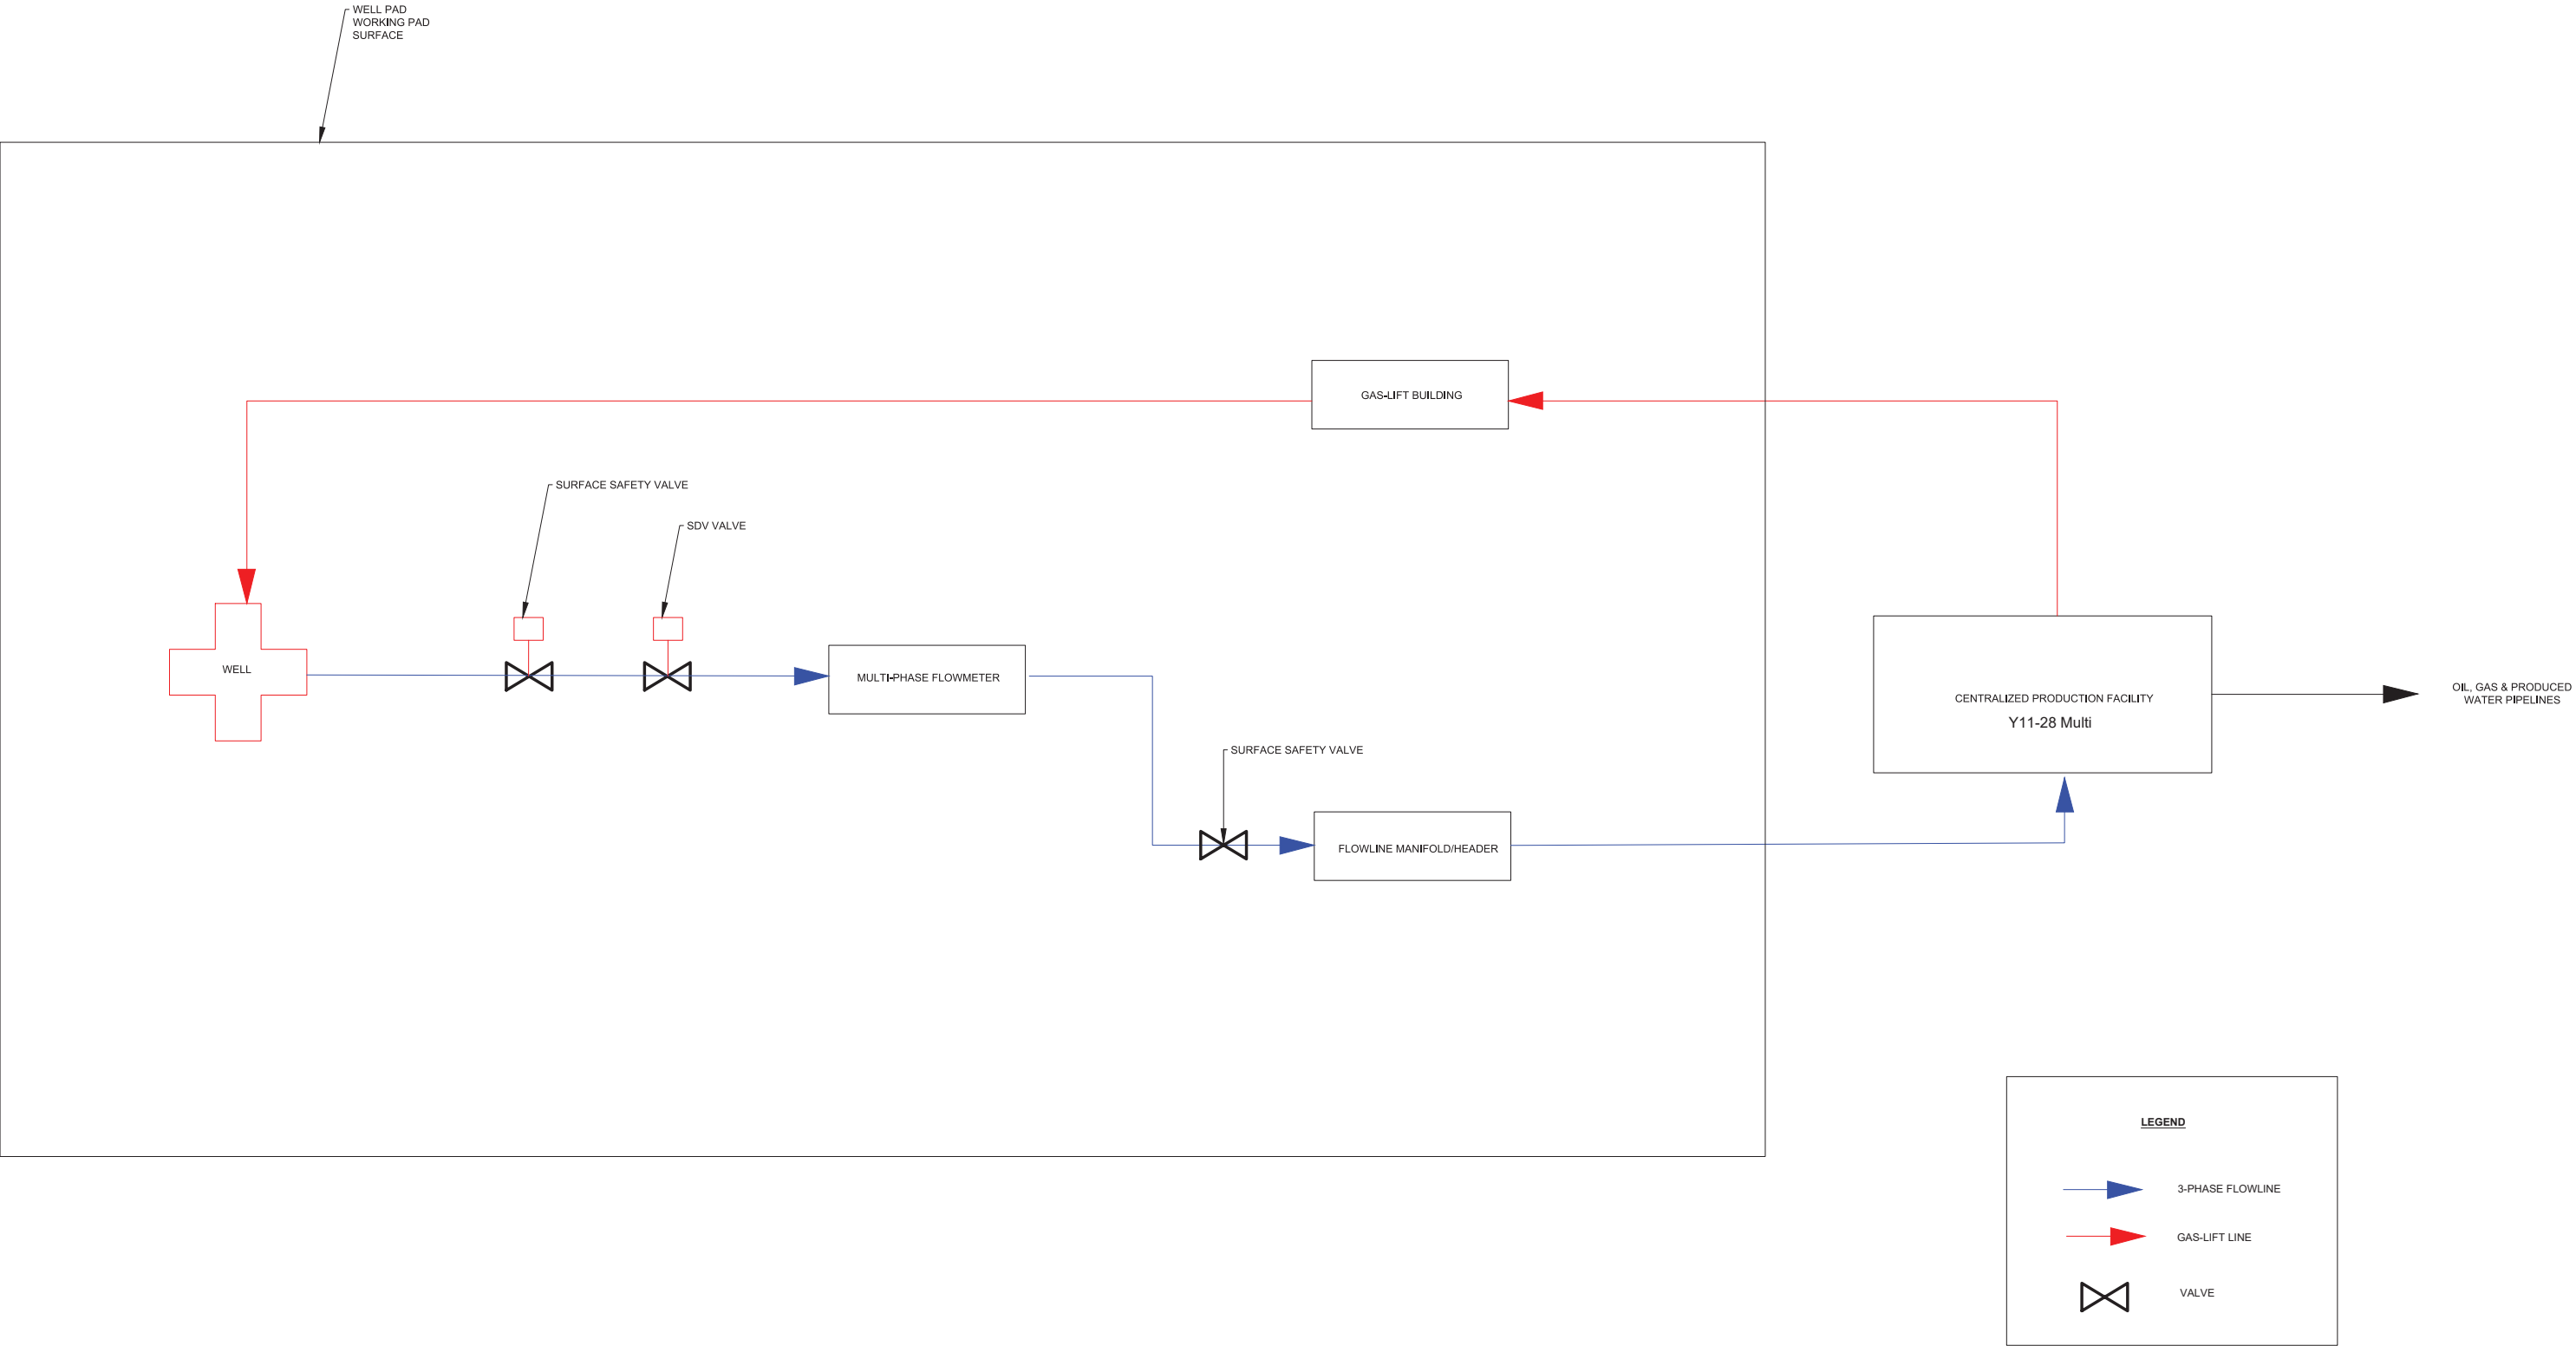 WELL PAD
WORKING PAD
SURFACE
GAS-LIFT BUILDING
SURFACE SAFETY VALVE
SDV VALVE
WELL
MULTI-PHASE FLOWMETER
SURFACE SAFETY VALVE
FLOWLINE MANIFOLD/HEADER
CENTRALIZED PRODUCTION FACILITY
Y11-28 Multi
OIL, GAS & PRODUCED
WATER PIPELINES
LEGEND
3-PHASE FLOWLINE
GAS-LIFT LINE
VALVE